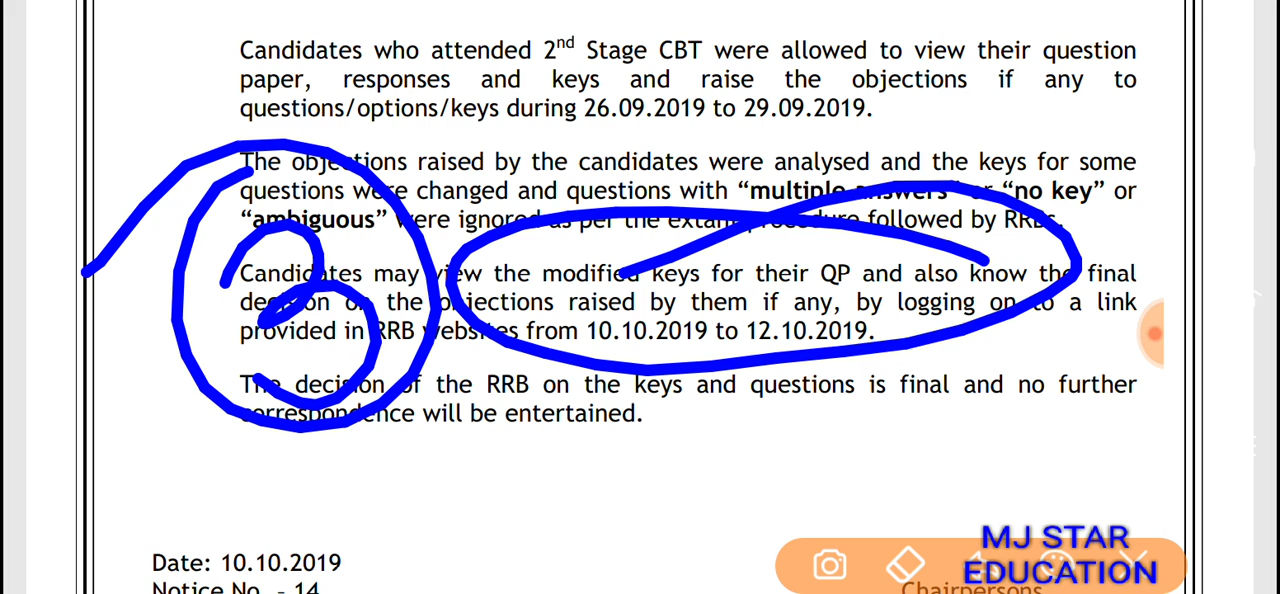 Candidates who attended 2nd Stage CBT were allowed to view their question
paper, responses and keys and raise the objections if any to
questions/options/keys during 26.09.2019 to 29.09.2019.
The objections raised by the candidates were analysed and the keys for some
questions were changed and questions with “multiple answers” or “no key” or
“ambiguous” were ignored as per the extant procedure followed by RRBs.
Candidates may view the modified keys for their QP and also know the final
decision on the objections raised by them if any, by logging on to a link
provided in RRB websites from 10.10.2019 to 12.10.2019.
The decision of the RRB on the keys and questions is final and no further
correspondence will be entertained.
Date: 10.10.2019
Notice No. - 14
Chairpersons
MJ STAR
EDUCATION